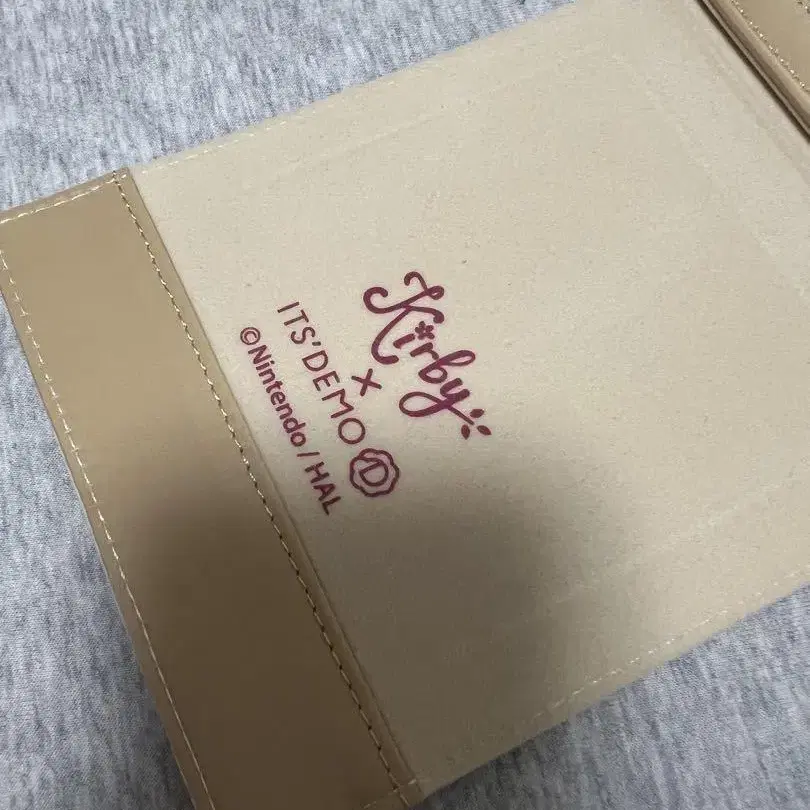 Kirby
×
ITS'DEMO D
©Nintendo / HAL